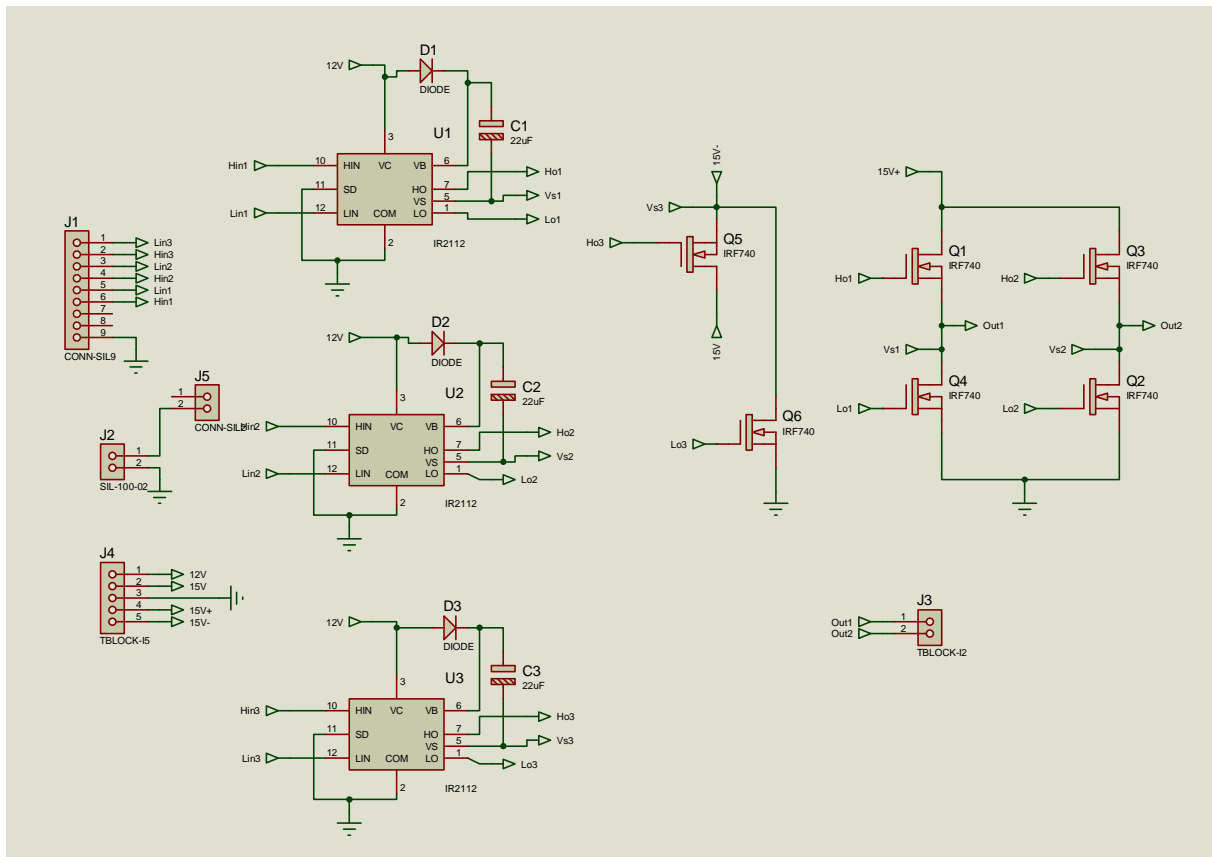 D1
12V
DIODE
C1
22uF
U1
3
Hin1
10
HIN
VC
VB
6
11
SD
HO
7
Ho1
VS
5
Vs1
Lin1
12
LIN
COM
LO
1
Lo1
2
IR2112
J1
1
Lin3
2
Hin3
3
Lin2
4
Hin2
5
Lin1
6
Hin1
7
8
9
CONN-SIL9
D2
12V
DIODE
C2
22uF
U2
3
J5
1
2
CONN-SIL2
Hin2
10
HIN
VC
VB
6
11
SD
HO
7
Ho2
VS
5
Vs2
Lin2
12
LIN
COM
LO
1
Lo2
2
IR2112
J2
1
2
SIL-100-02
J4
1
12V
2
15V
3
4
15V+
5
15V-
TBLOCK-I5
D3
12V
DIODE
C3
22uF
U3
3
Hin3
10
HIN
VC
VB
6
11
SD
HO
7
Ho3
VS
5
Vs3
Lin3
12
LIN
COM
LO
1
Lo3
2
IR2112
15V-
Vs3
Ho3
Q5
IRF740
15V
Q6
IRF740
Lo3
15V+
Q1
IRF740
Ho1
Q3
IRF740
Ho2
Out1
Out2
Vs1
Vs2
Q4
IRF740
Lo1
Q2
IRF740
Lo2
J3
Out1
1
Out2
2
TBLOCK-I2